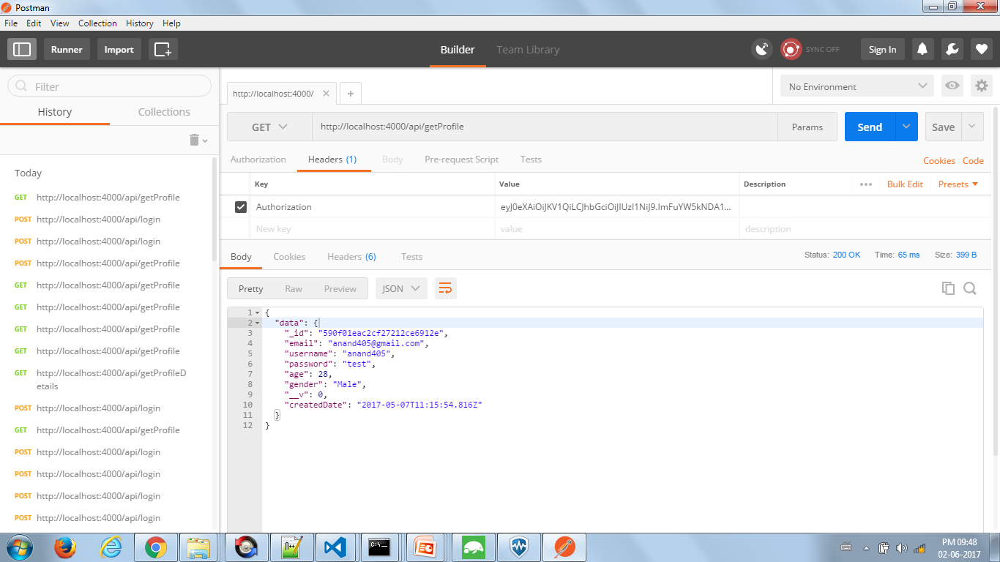 Postman
File Edit View Collection History Help
Runner Import Builder Team Library SYNC OFF Sign In
Filter
History Collections
Today
GET http://localhost:4000/api/getProfile
POST http://localhost:4000/api/login
POST http://localhost:4000/api/login
POST http://localhost:4000/api/getProfile
GET http://localhost:4000/api/getProfile
GET http://localhost:4000/api/getProfile
GET http://localhost:4000/api/getProfile
GET http://localhost:4000/api/getProfile
GET http://localhost:4000/api/getProfileD
etails
POST http://localhost:4000/api/login
GET http://localhost:4000/api/getProfile
POST http://localhost:4000/api/login
POST http://localhost:4000/api/login
POST http://localhost:4000/api/login
POST http://localhost:4000/api/login
http://localhost:4000/ No Environment
GET http://localhost:4000/api/getProfile Params Send Save
Authorization Headers (1) Body Pre-request Script Tests Cookies Code
Key Value Description Bulk Edit Presets
Authorization eyJ0eXAiOiJKV1QiLCJhbGciOiJIUzI1NiJ9.ImFuYW5kNDA1...
New key value description
Body Cookies Headers (6) Tests Status: 200 OK Time: 65 ms Size: 399 B
Pretty Raw Preview JSON
1 {
2 "data": {
3 "_id": "590f01eac2cf27212ce6912e",
4 "email": "anand405@gmail.com",
5 "username": "anand405",
6 "password": "test",
7 "age": 28,
8 "gender": "Male",
9 "__v": 0,
10 "createdDate": "2017-05-07T11:15:54.816Z"
11 }
12 }
PM 09:48
02-06-2017